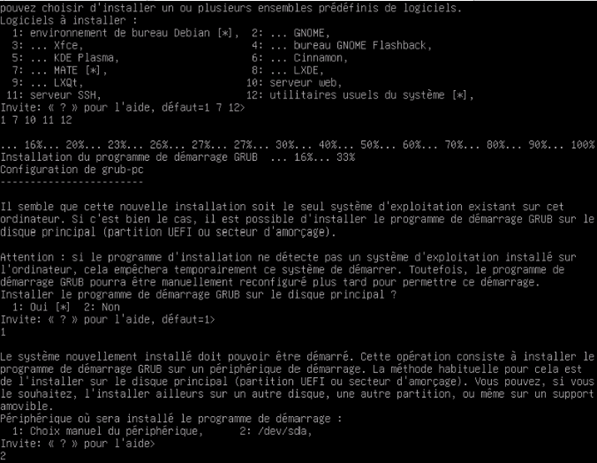 pouvez choisir d'installer un ou plusieurs ensembles prédéfinis de logiciels.
Logiciels à installer :
1: environnement de bureau Debian [*], 2: ... GNOME,
3: ... Xfce, 4: ... bureau GNOME Flashback,
5: ... KDE Plasma, 6: ... Cinnamon,
7: ... MATE [*], 8: ... LXDE,
9: ... LXQt, 10: serveur web,
11: serveur SSH, 12: utilitaires usuels du système [*],
Invite: « ? » pour l'aide, défaut=1 7 12>
1 7 10 11 12
... 16%... 20%... 23%... 26%... 27%... 27%... 30%... 40%... 50%... 60%... 70%... 80%... 90%... 100%
Installation du programme de démarrage GRUB ... 16%... 33%
Configuration de grub-pc
------------------------
Il semble que cette nouvelle installation soit le seul système d'exploitation existant sur cet
ordinateur. Si c'est bien le cas, il est possible d'installer le programme de démarrage GRUB sur le
disque principal (partition UEFI ou secteur d'amorçage).
Attention : si le programme d'installation ne détecte pas un système d'exploitation installé sur
l'ordinateur, cela empêchera temporairement ce système de démarrer. Toutefois, le programme de
démarrage GRUB pourra être manuellement reconfiguré plus tard pour permettre ce démarrage.
Installer le programme de démarrage GRUB sur le disque principal ?
1: Oui [*] 2: Non
Invite: « ? » pour l'aide, défaut=1>
1
Le système nouvellement installé doit pouvoir être démarré. Cette opération consiste à installer le
programme de démarrage GRUB sur un périphérique de démarrage. La méthode habituelle pour cela est
de l'installer sur le disque principal (partition UEFI ou secteur d'amorçage). Vous pouvez, si vous
le souhaitez, l'installer ailleurs sur un autre disque, une autre partition, ou même sur un support
amovible.
Périphérique où sera installé le programme de démarrage :
1: Choix manuel du périphérique, 2: /dev/sda,
Invite: « ? » pour l'aide>
2